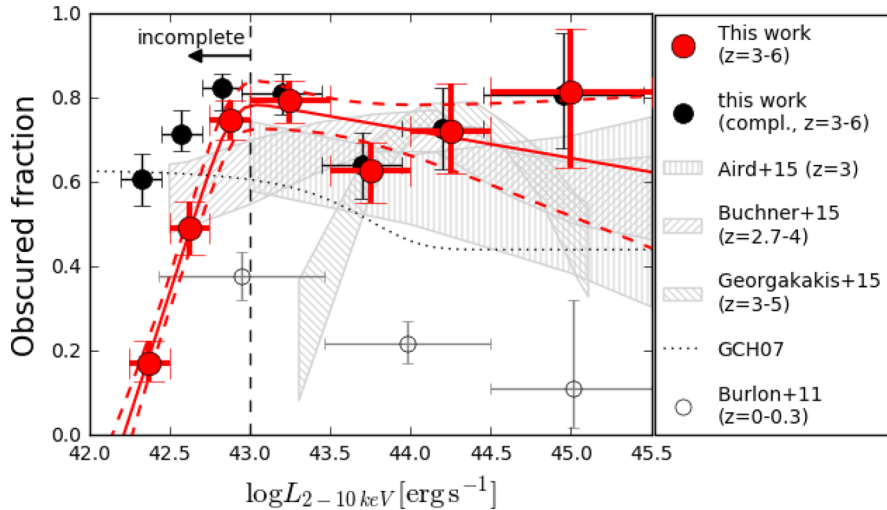 incomplete
Obscured fraction
1.0
0.8
0.6
0.4
0.2
0.0
42.0 42.5 43.0 43.5 44.0 44.5 45.0 45.5
logL₂₋₁₀ keV [erg s⁻¹]
This work
(z=3-6)
this work
(compl., z=3-6)
Aird+15 (z=3)
Buchner+15
(z=2.7-4)
Georgakakis+15
(z=3-5)
GCH07
Burlon+11
(z=0-0.3)